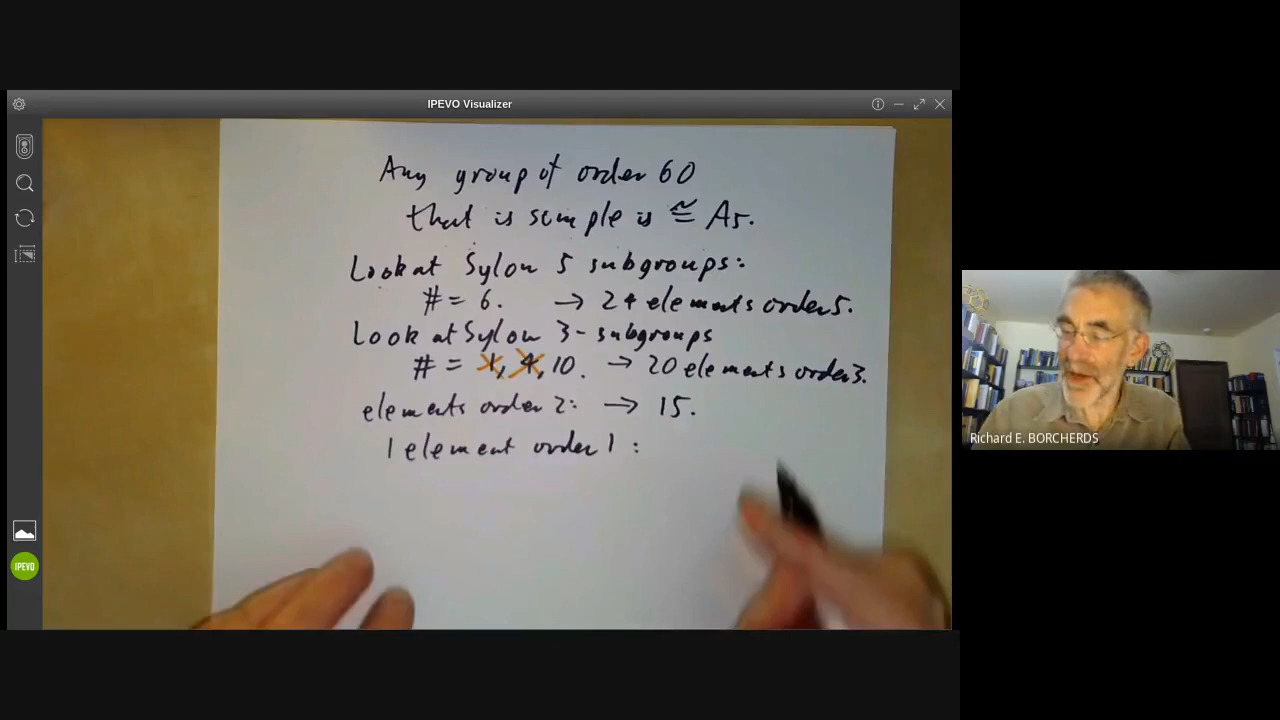 IPEVO Visualizer
Any group of order 60
that is simple is ≅ A5.
Look at Sylow 5 subgroups:
# = 6. → 24 elements order 5.
Look at Sylow 3-subgroups
# = 1, 4, 10. → 20 elements order 3.
elements order 2: → 15.
1 element order 1:
Richard E. BORCHERDS
IPEVO